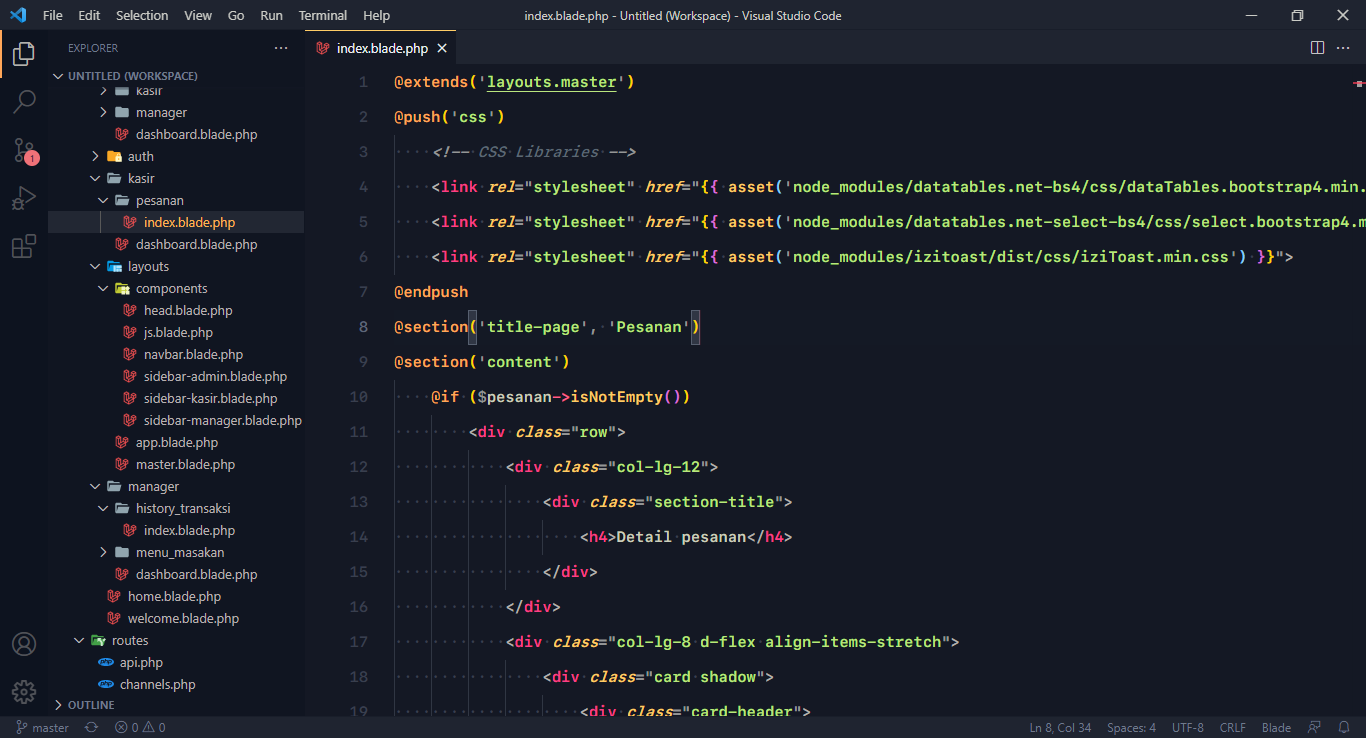 File Edit Selection View Go Run Terminal Help
index.blade.php - Untitled (Workspace) - Visual Studio Code
EXPLORER
UNTITLED (WORKSPACE)
kasir
manager
dashboard.blade.php
auth
kasir
pesanan
index.blade.php
dashboard.blade.php
layouts
components
head.blade.php
js.blade.php
navbar.blade.php
sidebar-admin.blade.php
sidebar-kasir.blade.php
sidebar-manager.blade.php
app.blade.php
master.blade.php
manager
history_transaksi
index.blade.php
menu_masakan
dashboard.blade.php
home.blade.php
welcome.blade.php
routes
php api.php
php channels.php
OUTLINE
1
index.blade.php
1 @extends('layouts.master')
2 @push('css')
3 <!-- CSS Libraries -->
4 <link rel="stylesheet" href="{{ asset('node_modules/datatables.net-bs4/css/dataTables.bootstrap4.min.
5 <link rel="stylesheet" href="{{ asset('node_modules/datatables.net-select-bs4/css/select.bootstrap4.m
6 <link rel="stylesheet" href="{{ asset('node_modules/izitoast/dist/css/iziToast.min.css') }}">
7 @endpush
8 @section('title-page', 'Pesanan')
9 @section('content')
10 @if ($pesanan->isNotEmpty())
11 <div class="row">
12 <div class="col-lg-12">
13 <div class="section-title">
14 <h4>Detail pesanan</h4>
15 </div>
16 </div>
17 <div class="col-lg-8 d-flex align-items-stretch">
18 <div class="card shadow">
19 <div class="card-header">
master 0 0 Ln 8, Col 34 Spaces: 4 UTF-8 CRLF Blade